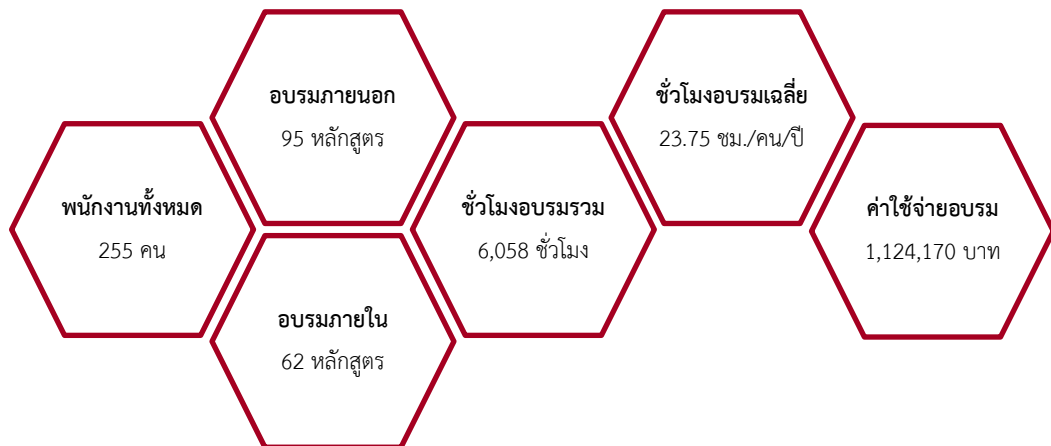 พนักงานทั้งหมด
255 คน
อบรมภายนอก
95 หลักสูตร
อบรมภายใน
62 หลักสูตร
ชั่วโมงอบรมรวม
6,058 ชั่วโมง
ชั่วโมงอบรมเฉลี่ย
23.75 ชม./คน/ปี
ค่าใช้จ่ายอบรม
1,124,170 บาท